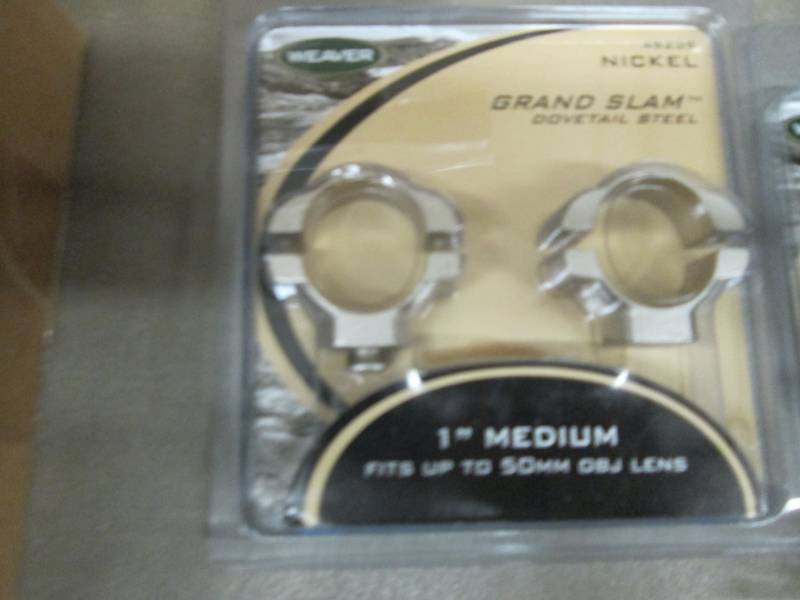 WEAVER
NICKEL
GRAND SLAM™
DOVETAIL STEEL
1" MEDIUM
FITS UP TO 50MM OBJ LENS